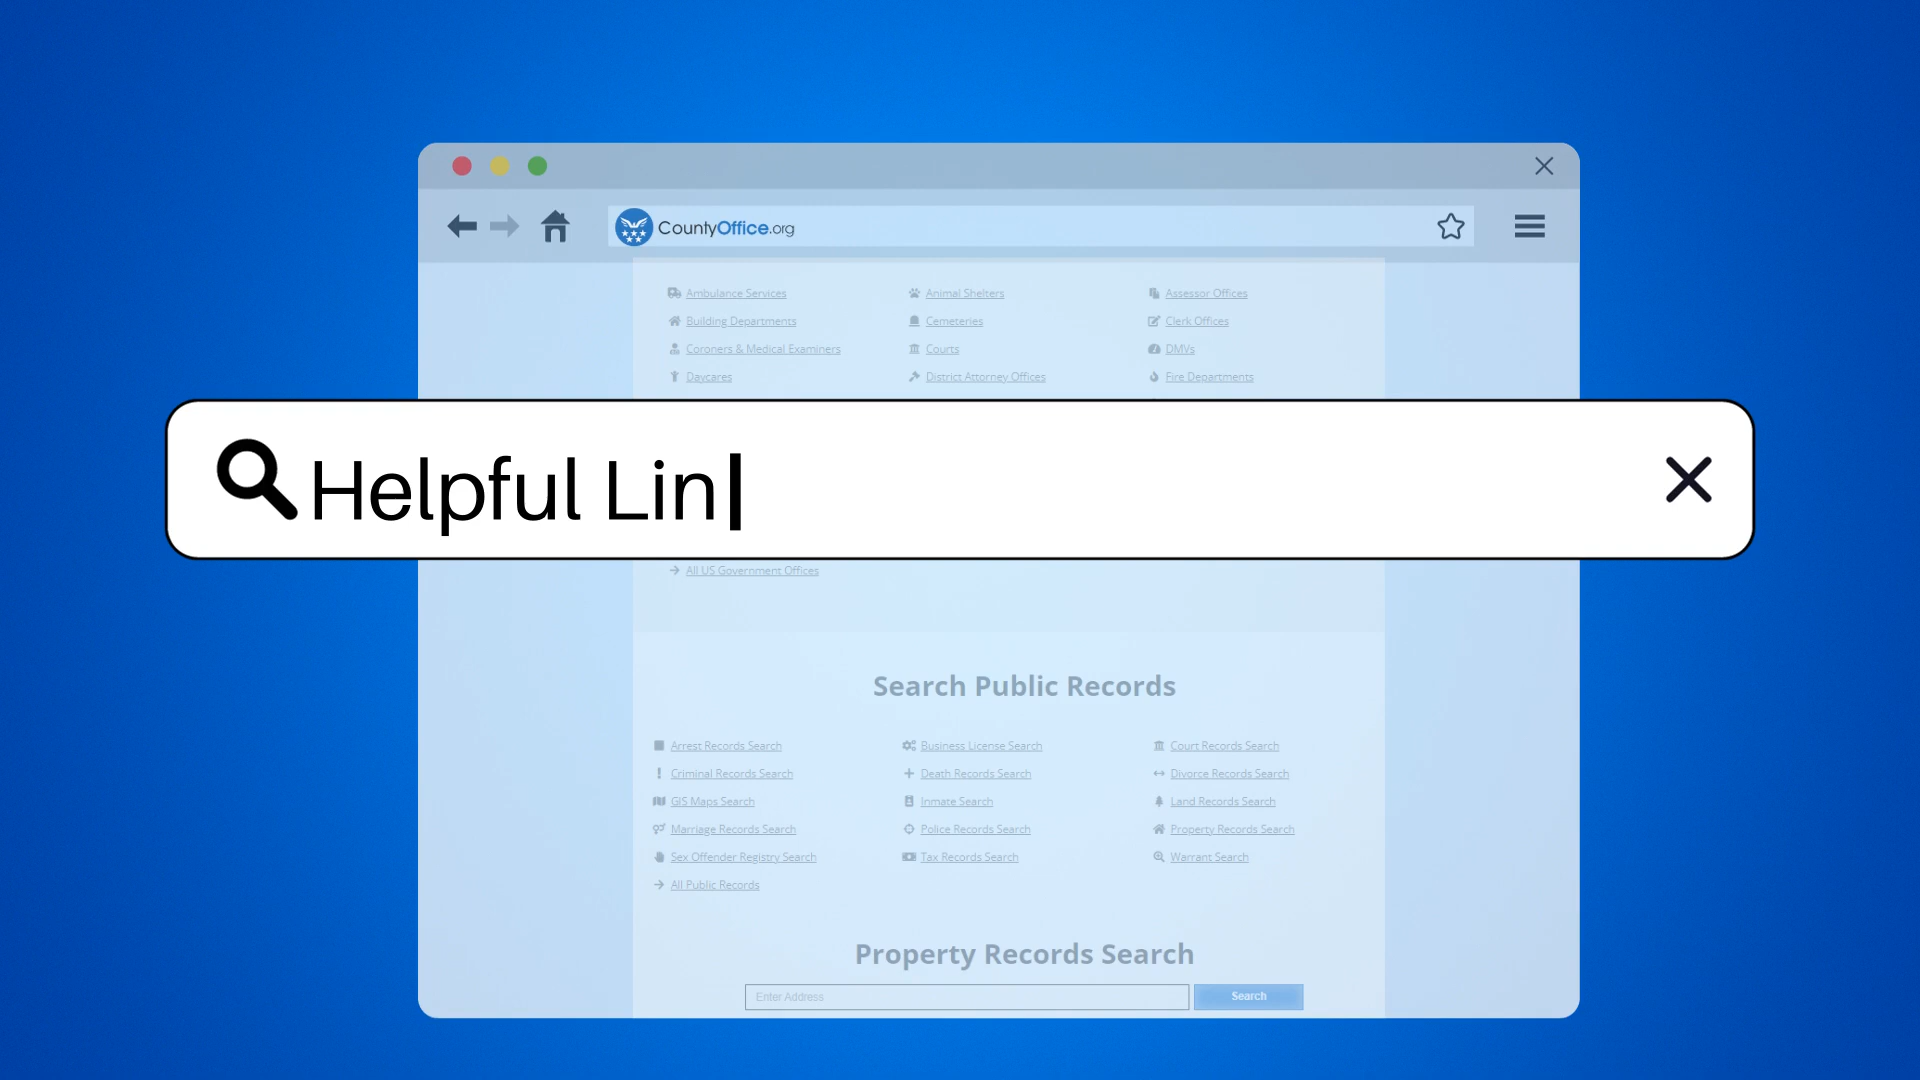 CountyOffice.org
Ambulance Services Animal Shelters Assessor Offices
Building Departments Cemeteries Clerk Offices
Coroners & Medical Examiners Courts DMVs
Daycares District Attorney Offices Fire Departments
Helpful Lin
All US Government Offices
Search Public Records
Arrest Records Search Business License Search Court Records Search
Criminal Records Search Death Records Search Divorce Records Search
GIS Maps Search Inmate Search Land Records Search
Marriage Records Search Police Records Search Property Records Search
Sex Offender Registry Search Tax Records Search Warrant Search
All Public Records
Property Records Search
Enter Address Search